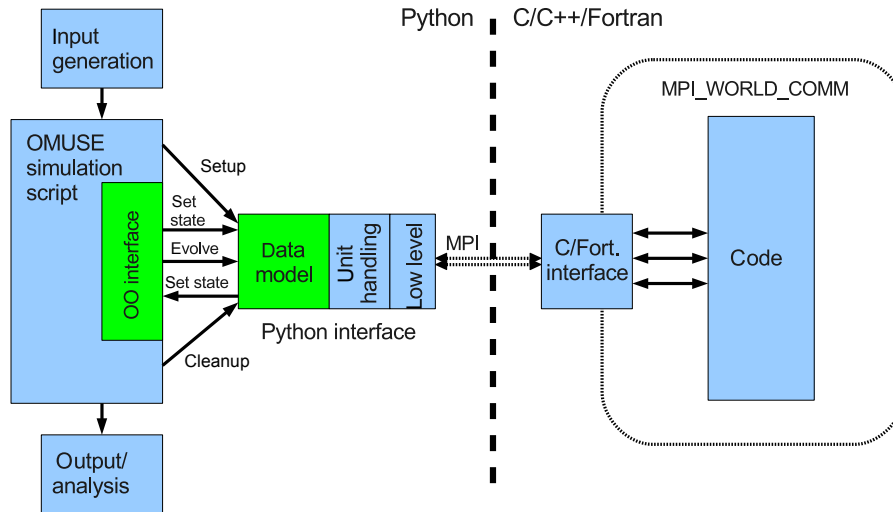 Input
generation
Python
C/C++/Fortran
MPI_WORLD_COMM
OMUSE
simulation
script
OO interface
Setup
Set
state
Evolve
Set state
Cleanup
Data
model
Unit
handling
Low level
Python interface
MPI
C/Fort.
interface
Code
Output/
analysis